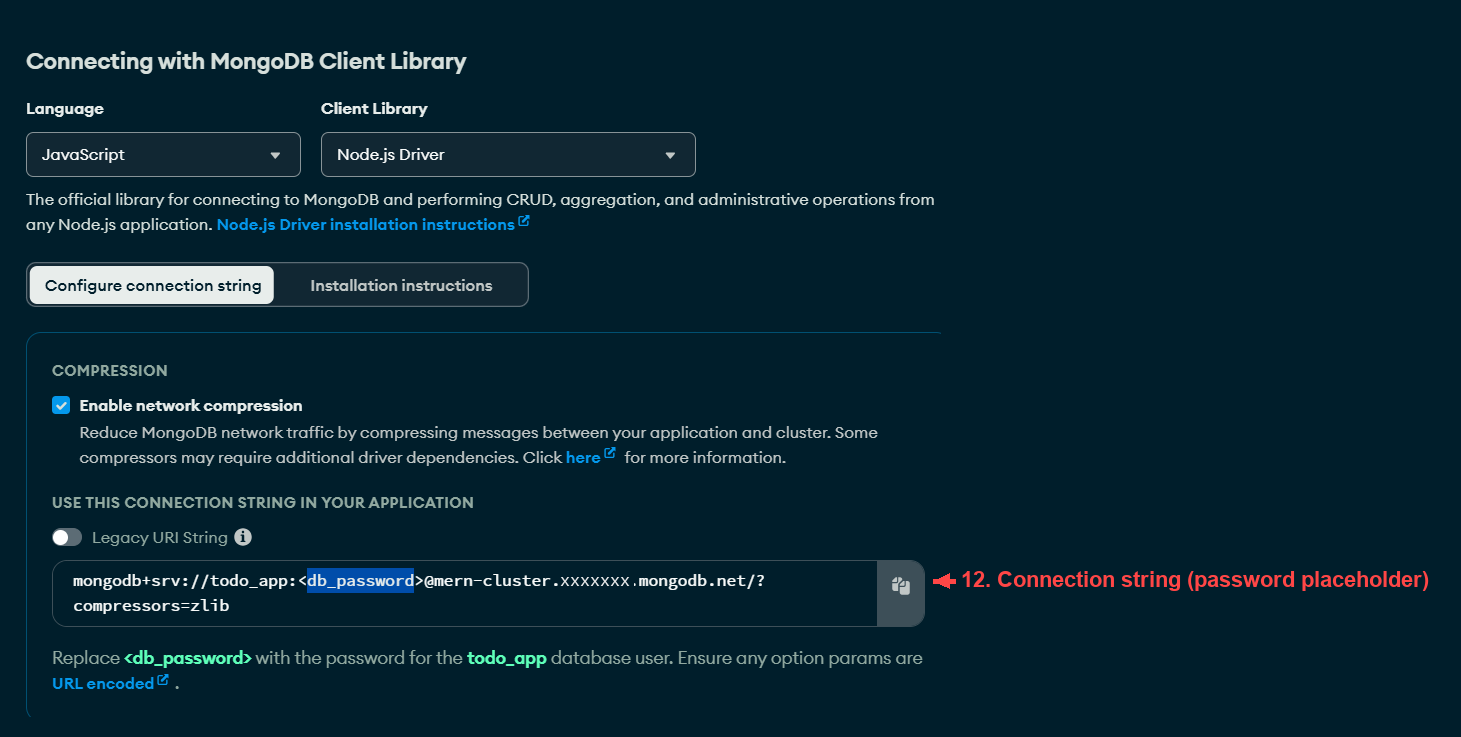 Connecting with MongoDB Client Library
Language
Client Library
JavaScript
Node.js Driver
The official library for connecting to MongoDB and performing CRUD, aggregation, and administrative operations from
any Node.js application. Node.js Driver installation instructions
Configure connection string
Installation instructions
COMPRESSION
Enable network compression
Reduce MongoDB network traffic by compressing messages between your application and cluster. Some
compressors may require additional driver dependencies. Click here for more information.
USE THIS CONNECTION STRING IN YOUR APPLICATION
Legacy URI String
mongodb+srv://todo_app:<db_password>@mern-cluster.xxxxxxx.mongodb.net/?
compressors=zlib
12. Connection string (password placeholder)
Replace <db_password> with the password for the todo_app database user. Ensure any option params are
URL encoded .